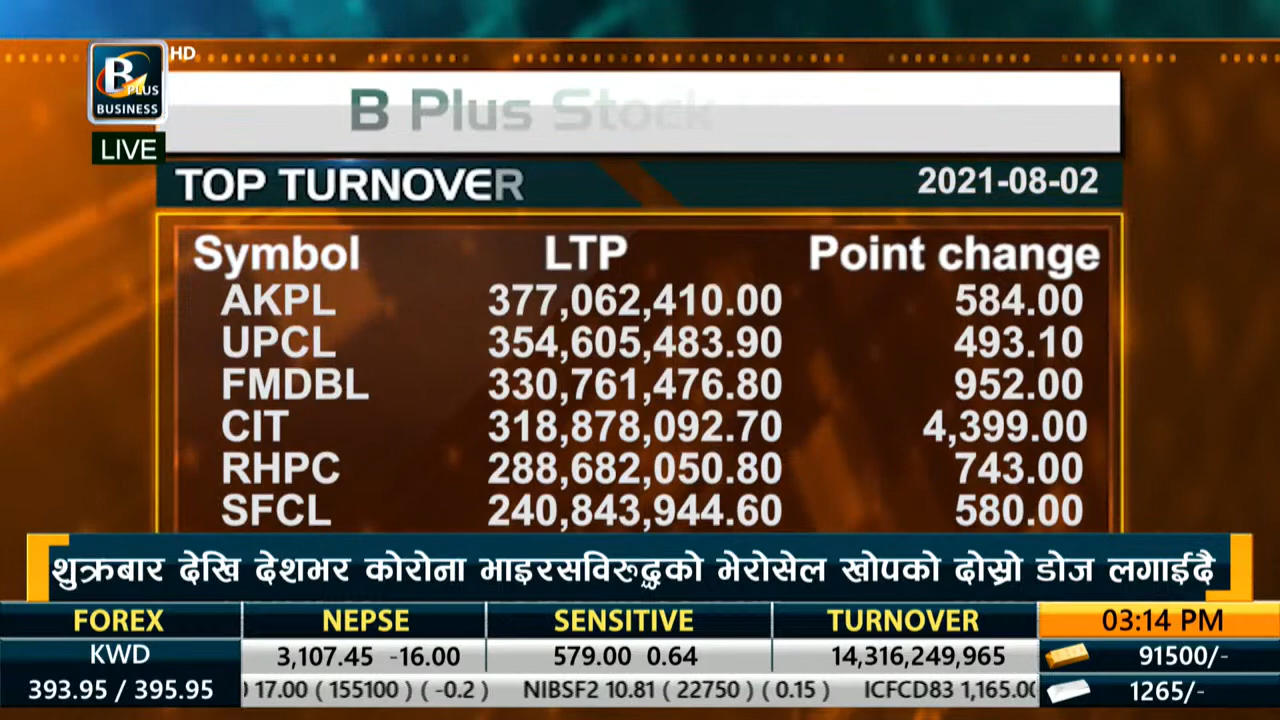 HD
B PLUS
BUSINESS
LIVE
B Plus Stock
TOP TURNOVER 2021-08-02
Symbol LTP Point change
AKPL 377,062,410.00 584.00
UPCL 354,605,483.90 493.10
FMDBL 330,761,476.80 952.00
CIT 318,878,092.70 4,399.00
RHPC 288,682,050.80 743.00
SFCL 240,843,944.60 580.00
शुक्रबार देखि देशभर कोरोना भाइरसविरुद्धको भेरोसेल खोपको दोस्रो डोज लगाईदै
FOREX NEPSE SENSITIVE TURNOVER 03:14 PM
KWD 3,107.45 -16.00 579.00 0.64 14,316,249,965 91500/-
393.95 / 395.95 ) 17.00 ( 155100 ) ( -0.2 ) NIBSF2 10.81 ( 22750 ) ( 0.15 ) ICFCD83 1,165.00 1265/-